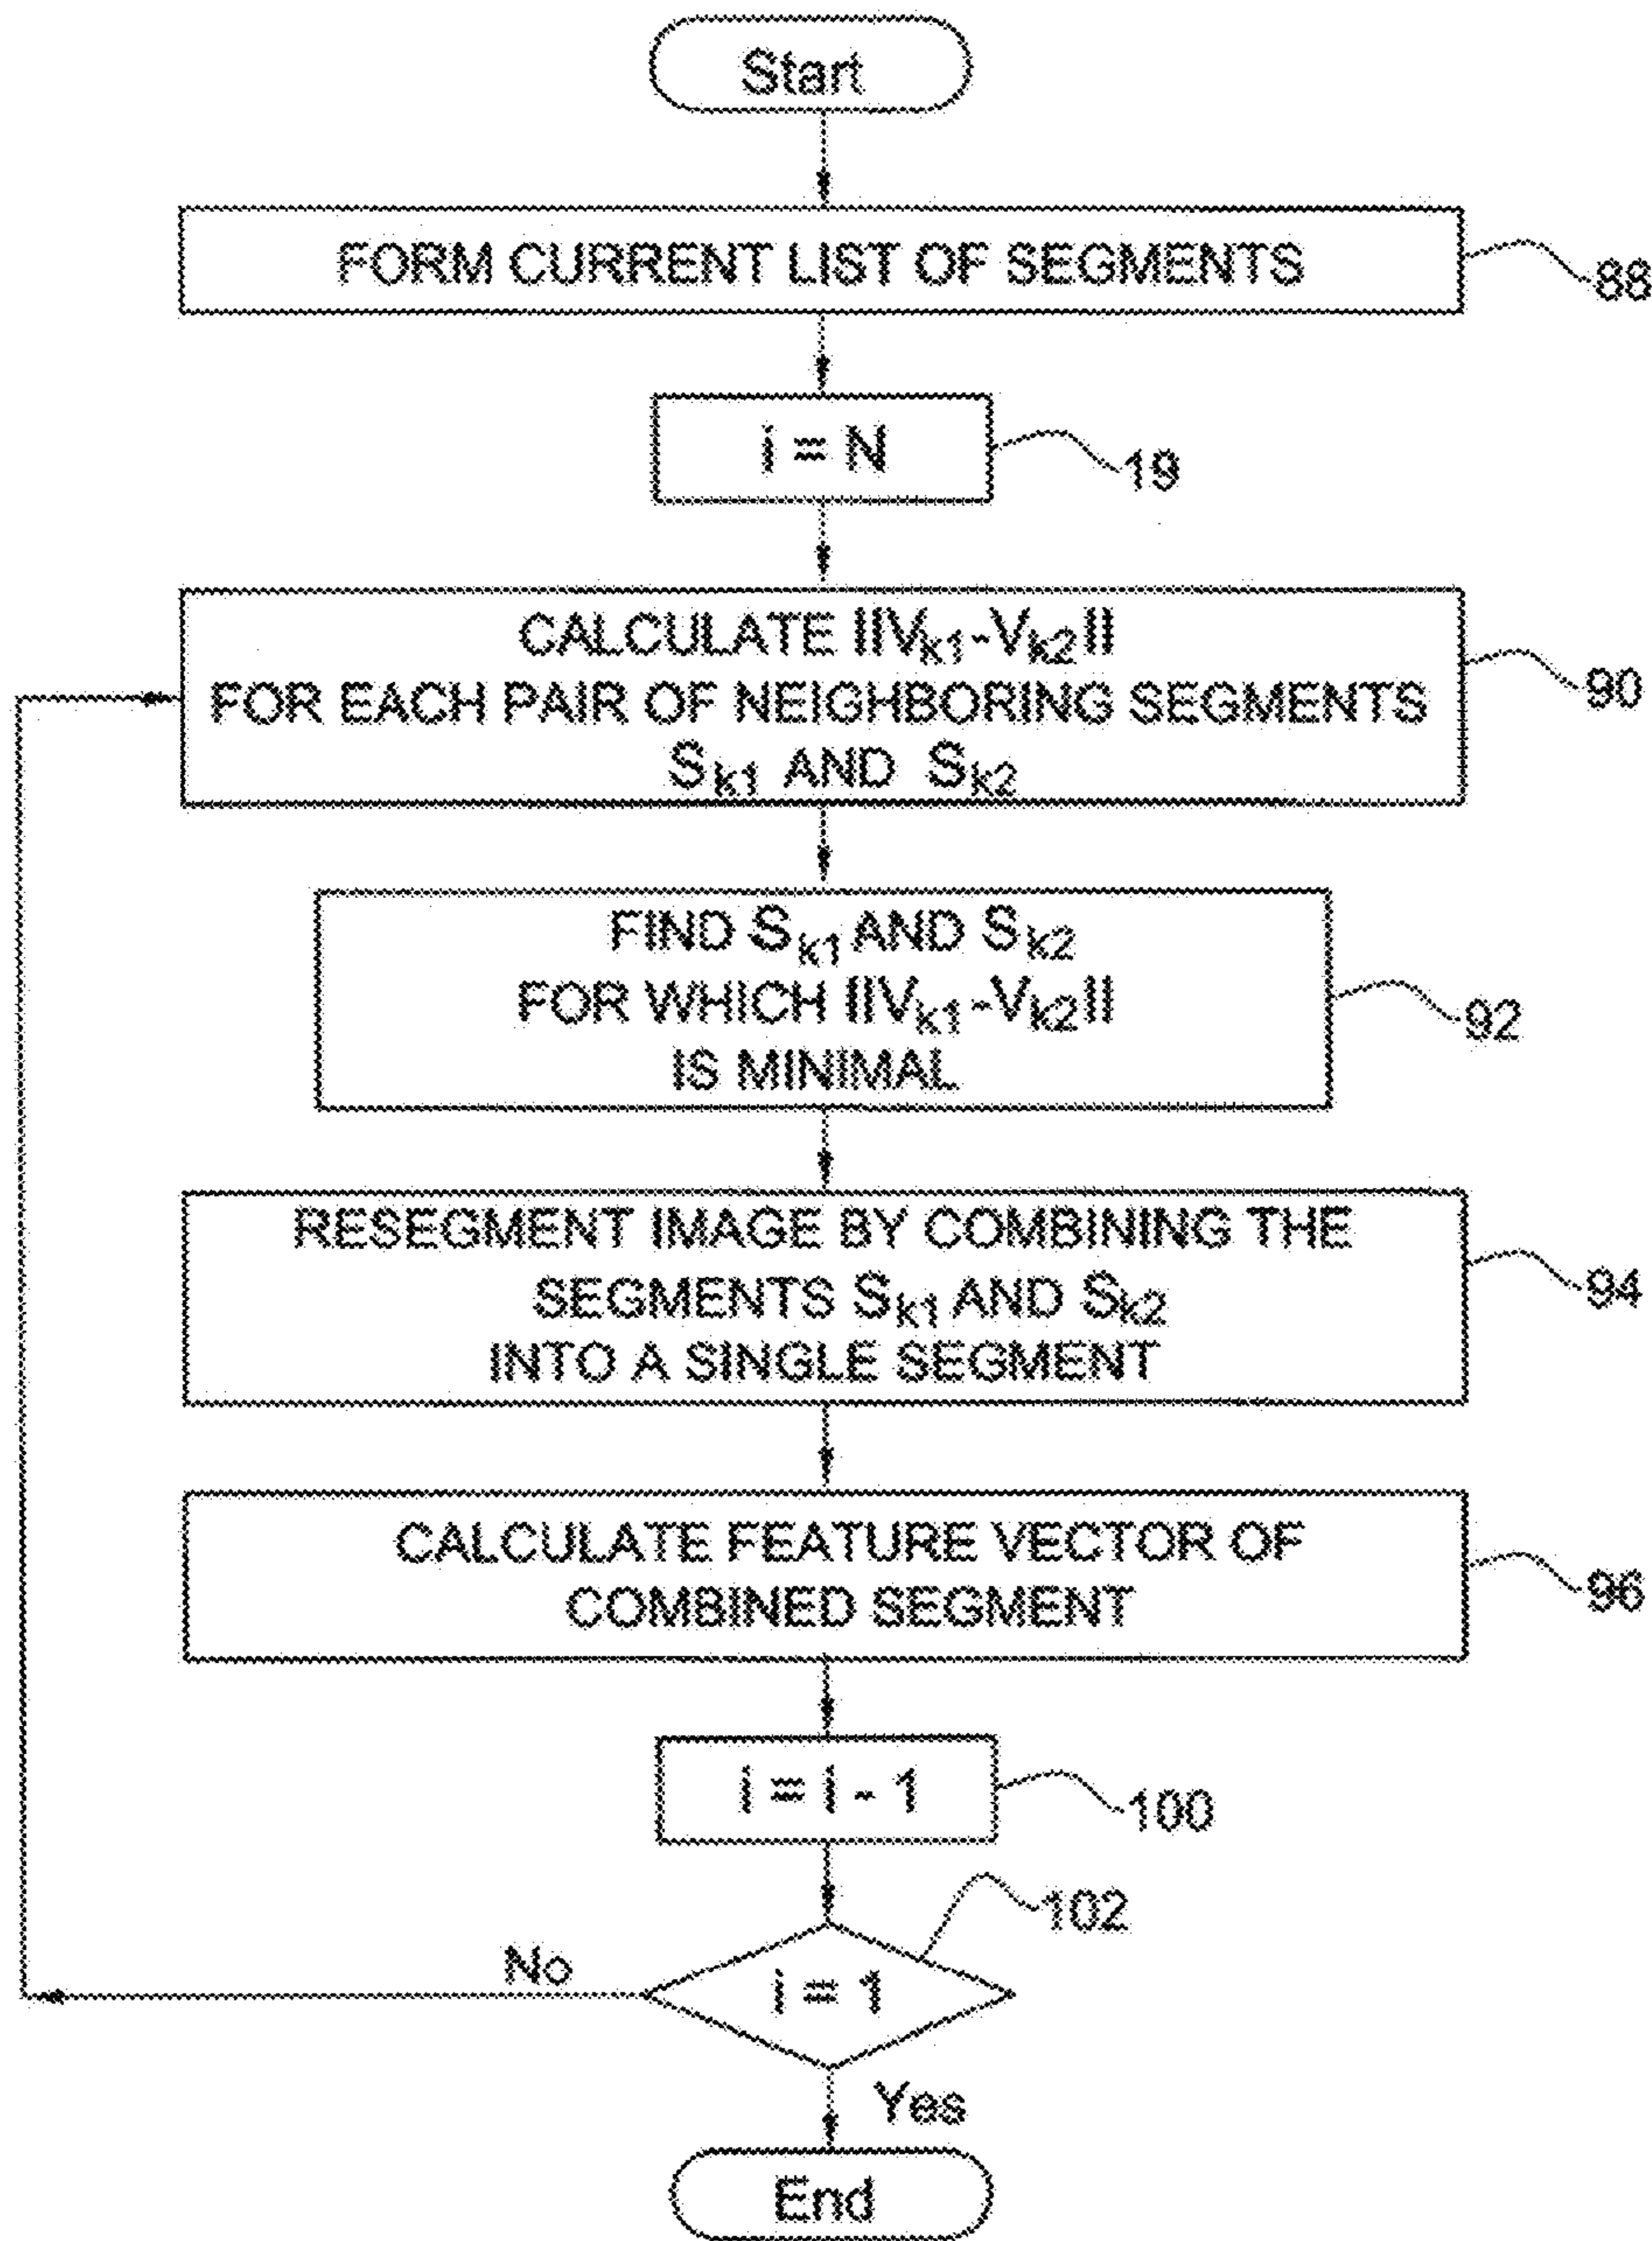 Start
FORM CURRENT LIST OF SEGMENTS
88
i = N
19
CALCULATE IIVk1-Vk2II
FOR EACH PAIR OF NEIGHBORING SEGMENTS
Sk1 AND Sk2
90
FIND Sk1 AND Sk2
FOR WHICH IIVk1-Vk2II
IS MINIMAL
92
RESEGMENT IMAGE BY COMBINING THE
SEGMENTS Sk1 AND Sk2
INTO A SINGLE SEGMENT
94
CALCULATE FEATURE VECTOR OF
COMBINED SEGMENT
96
i = i - 1
100
102
No
i = 1
Yes
End